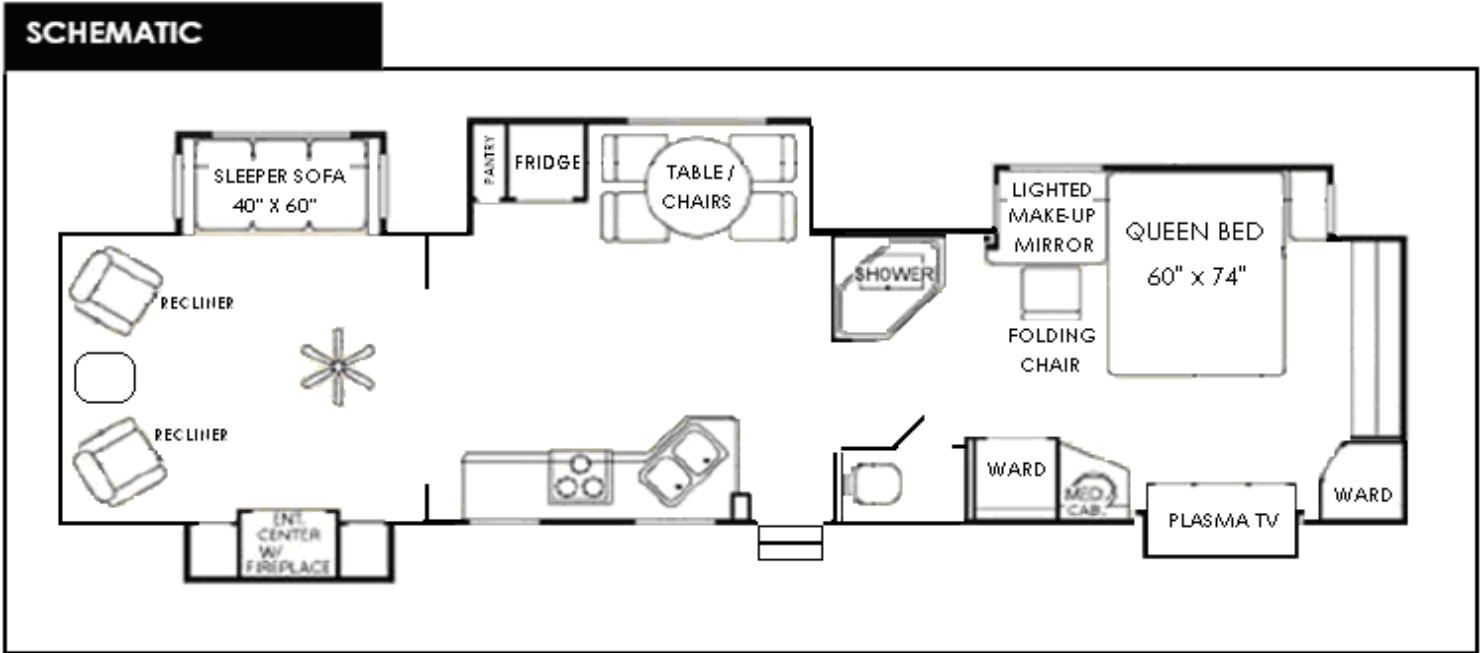 SCHEMATIC
SLEEPER SOFA
40" X 60"
PANTRY
FRIDGE
TABLE /
CHAIRS
LIGHTED
MAKE-UP
MIRROR
QUEEN BED
60" x 74"
SHOWER
RECLINER
FOLDING
CHAIR
RECLINER
WARD
MED.
CAB.
WARD
PLASMA TV
ENT.
CENTER
W/
FIREPLACE